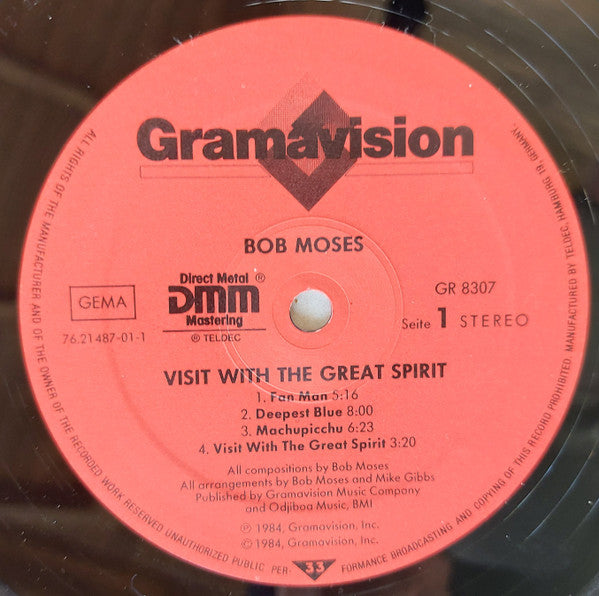 Gramavision
BOB MOSES
GEMA
76.21487-01-1
Direct Metal ®
DMM
Mastering
® TELDEC
GR 8307
Seite 1 STEREO
VISIT WITH THE GREAT SPIRIT
1. Fan Man 5:16
2. Deepest Blue 8:00
3. Machupicchu 6:23
4. Visit With The Great Spirit 3:20
All compositions by Bob Moses
All arrangements by Bob Moses and Mike Gibbs
Published by Gramavision Music Company
and Odjiboa Music, BMI
℗ 1984, Gramavision, Inc.
© 1984, Gramavision, Inc.
33
ALL RIGHTS OF THE MANUFACTURER AND OF THE OWNER OF THE RECORDED WORK RESERVED UNAUTHORIZED PUBLIC PER- FORMANCE BROADCASTING AND COPYING OF THIS RECORD PROHIBITED. MANUFACTURED BY TELDEC, HAMBURG 19, GERMANY.